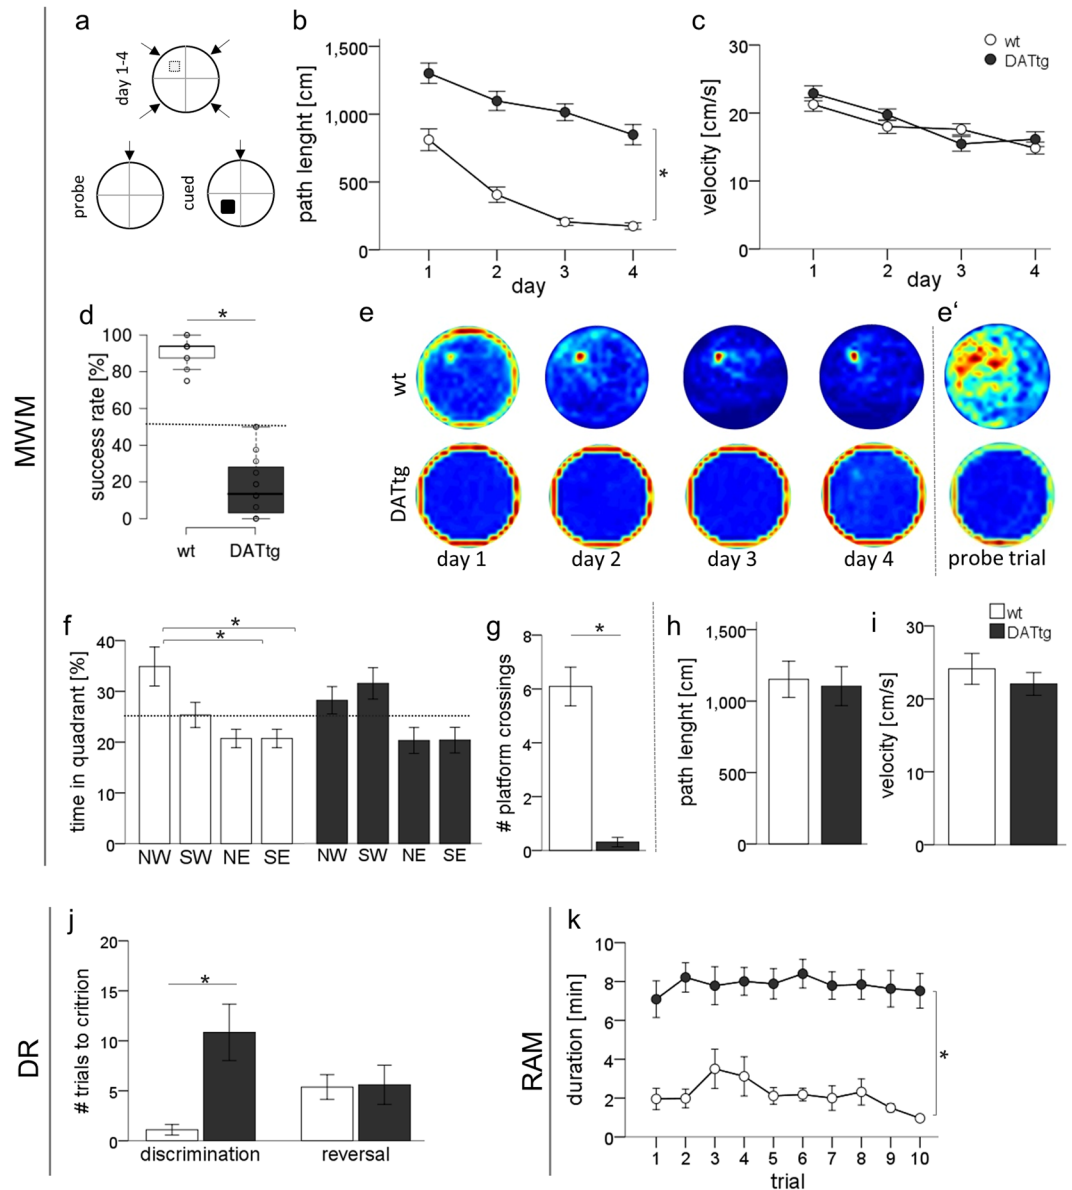 MWM
a
day 1-4
probe
cued
b
path lenght [cm]
1,500
1,000
500
0
1 2 3 4
day
*
c
velocity [cm/s]
30
20
10
0
1 2 3 4
day
wt
DATtg
d
success rate [%]
100
80
60
40
20
0
*
wt DATtg
e
e‘
wt
DATtg
day 1 day 2 day 3 day 4 probe trial
f
time in quadrant [%]
40
30
20
10
0
*
*
NW SW NE SE NW SW NE SE
g
# platform crossings
8
6
4
2
0
*
h
path lenght [cm]
1,500
1,000
500
0
i
velocity [cm/s]
30
20
10
0
wt
DATtg
DR
j
# trials to critrion
20
15
10
5
0
*
discrimination reversal
RAM
k
duration [min]
10
8
6
4
2
0
*
1 2 3 4 5 6 7 8 9 10
trial